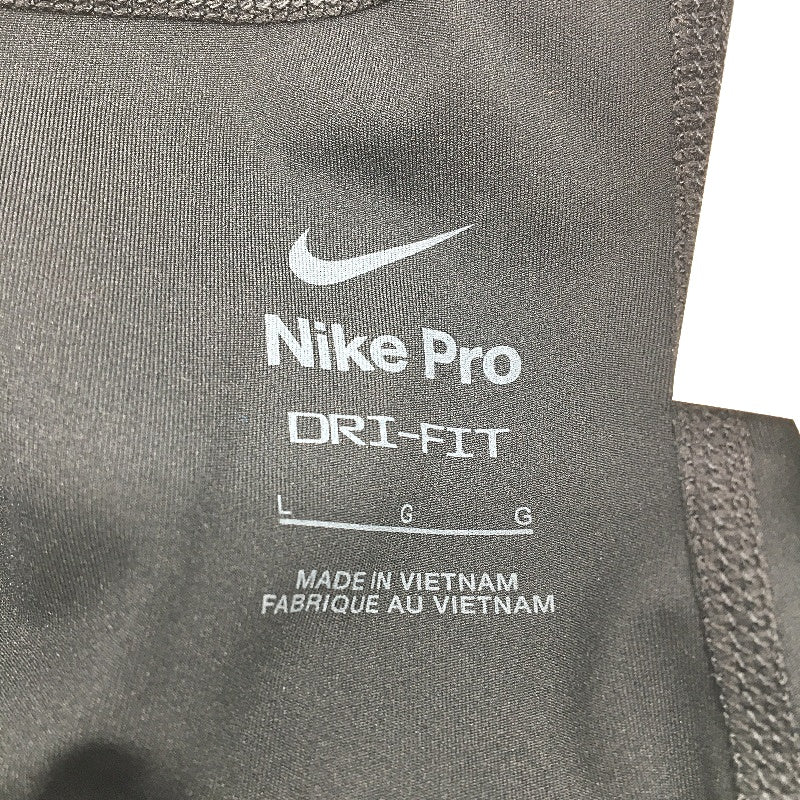 Nike Pro
DRI-FIT
L G G
MADE IN VIETNAM
FABRIQUE AU VIETNAM